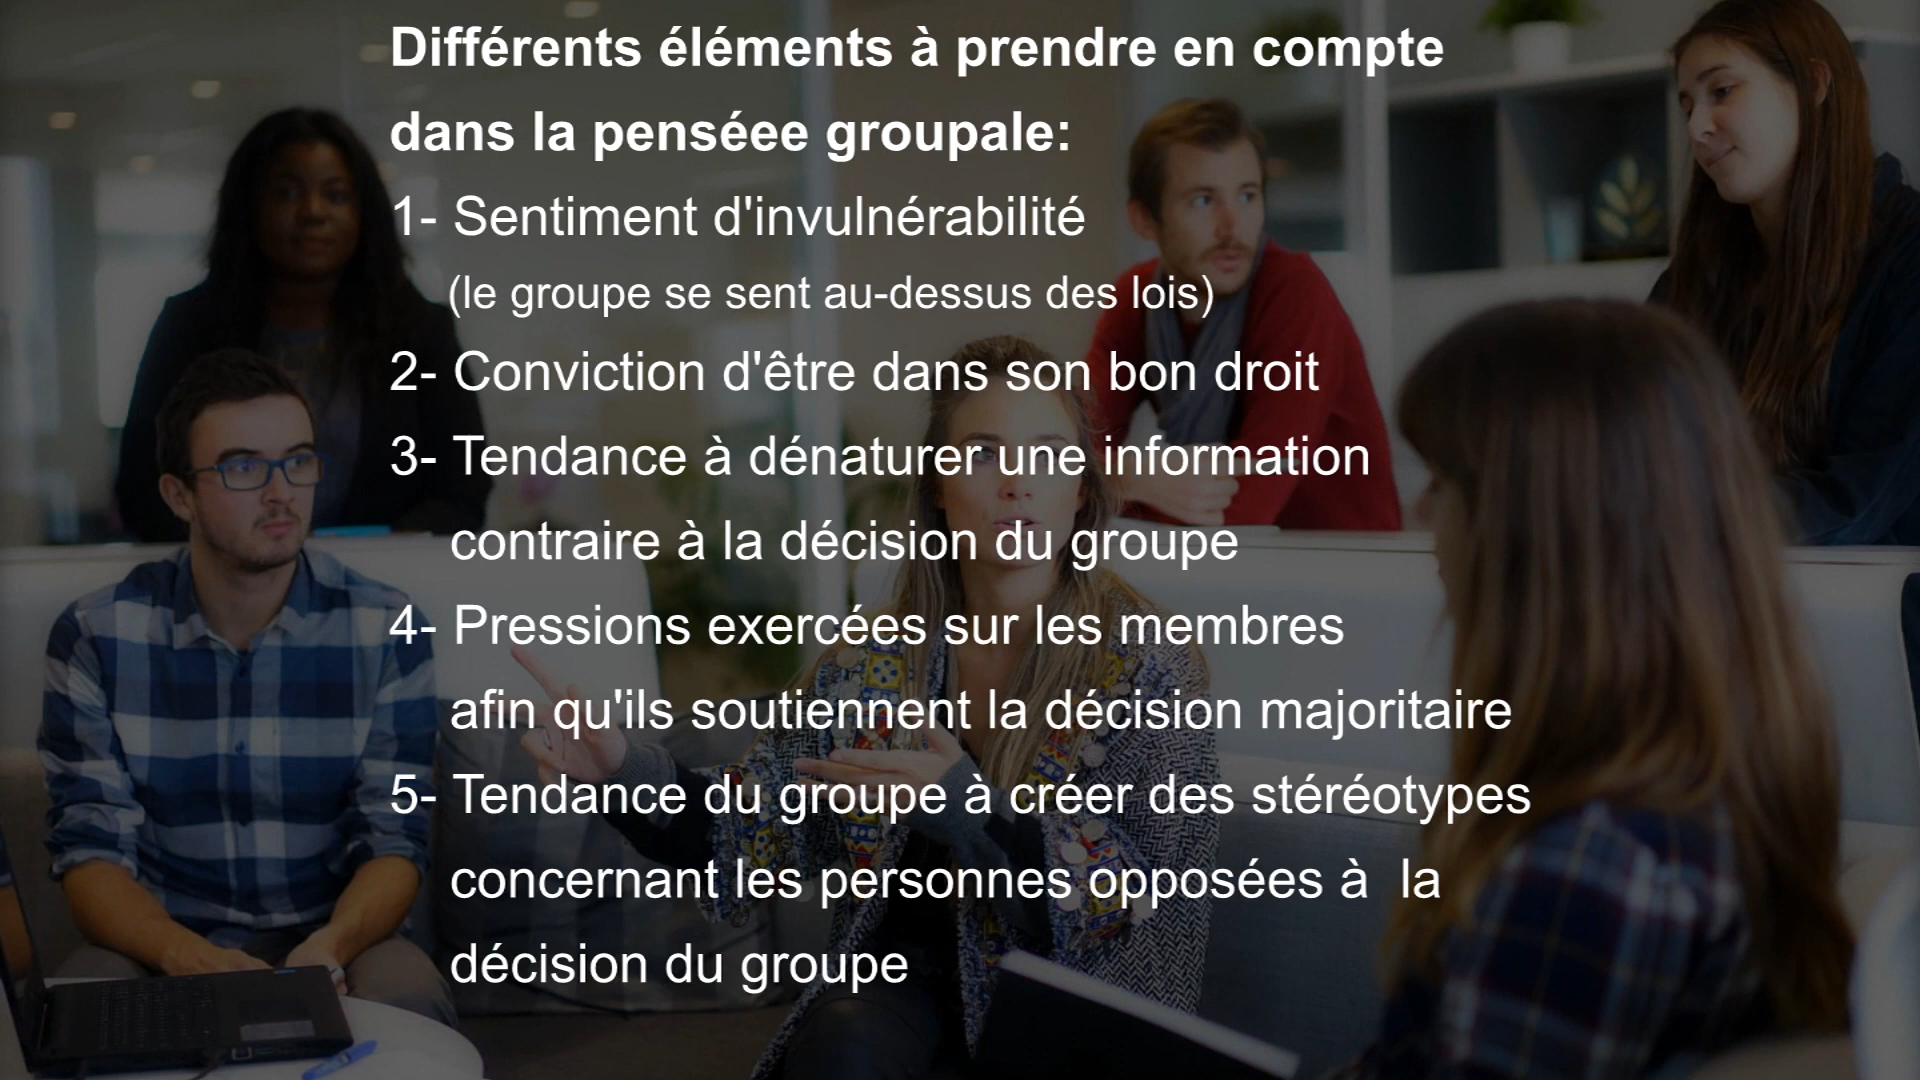 Différents éléments à prendre en compte
dans la penséee groupale:
1- Sentiment d'invulnérabilité
(le groupe se sent au-dessus des lois)
2- Conviction d'être dans son bon droit
3- Tendance à dénaturer une information
contraire à la décision du groupe
4- Pressions exercées sur les membres
afin qu'ils soutiennent la décision majoritaire
5- Tendance du groupe à créer des stéréotypes
concernant les personnes opposées à  la
décision du groupe